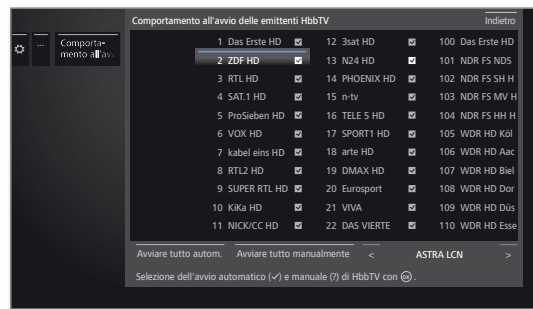 Comportamento all'avvio delle emittenti HbbTV
Indietro
...
Comporta-
mento all'avv
1 Das Erste HD
2 ZDF HD
3 RTL HD
4 SAT.1 HD
5 ProSieben HD
6 VOX HD
7 kabel eins HD
8 RTL2 HD
9 SUPER RTL HD
10 KiKa HD
11 NICK/CC HD
12 3sat HD
13 N24 HD
14 PHOENIX HD
15 n-tv
16 TELE 5 HD
17 SPORT1 HD
18 arte HD
19 DMAX HD
20 Eurosport
21 VIVA
22 DAS VIERTE
100 Das Erste HD
101 NDR FS NDS
102 NDR FS SH H
103 NDR FS MV H
104 NDR FS HH H
105 WDR HD Köl
106 WDR HD Aac
107 WDR HD Biel
108 WDR HD Dor
109 WDR HD Düs
110 WDR HD Esse
Avviare tutto autom. Avviare tutto manualmente < ASTRA LCN >
Selezione dell'avvio automatico (✓) e manuale (?) di HbbTV con OK .